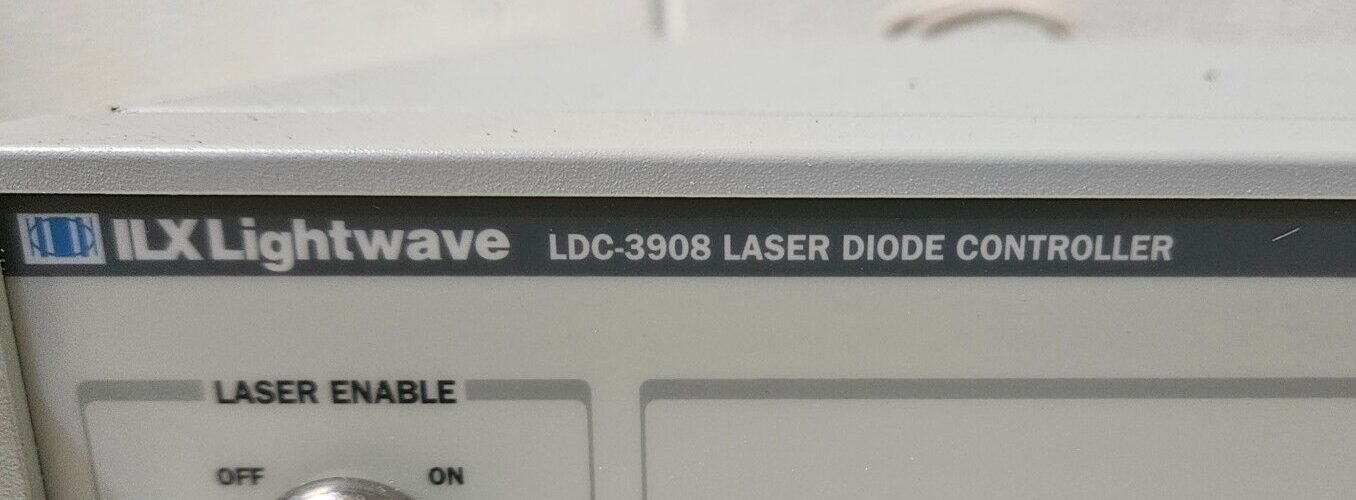 ILX Lightwave LDC-3908 LASER DIODE CONTROLLER
LASER ENABLE
OFF ON